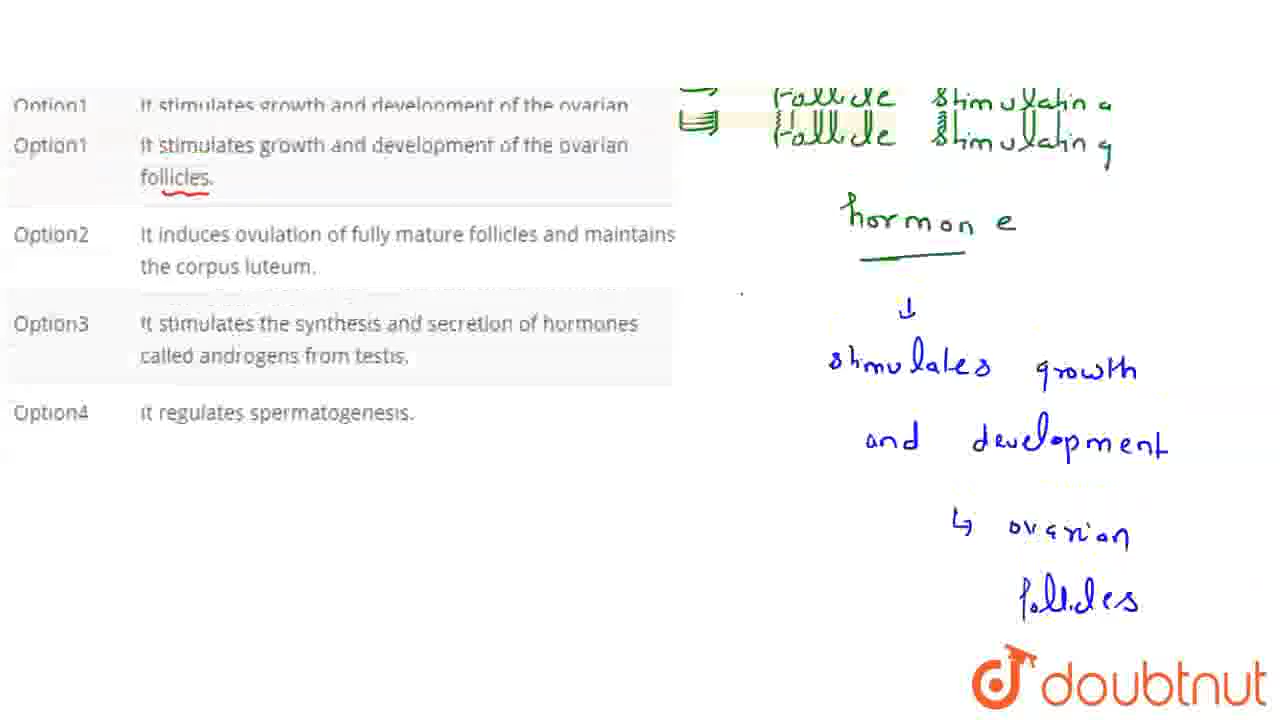 Option1 It stimulates growth and development of the ovarian
Option1 It stimulates growth and development of the ovarian
follicles.
Option2 It induces ovulation of fully mature follicles and maintains
the corpus luteum.
Option3 It stimulates the synthesis and secretion of hormones
called androgens from testis.
Option4 It regulates spermatogenesis.
Follicle stimulating
Follicle stimulating
hormone
↓
stimulates growth
and development
↳ ovarian
follicles
doubtnut